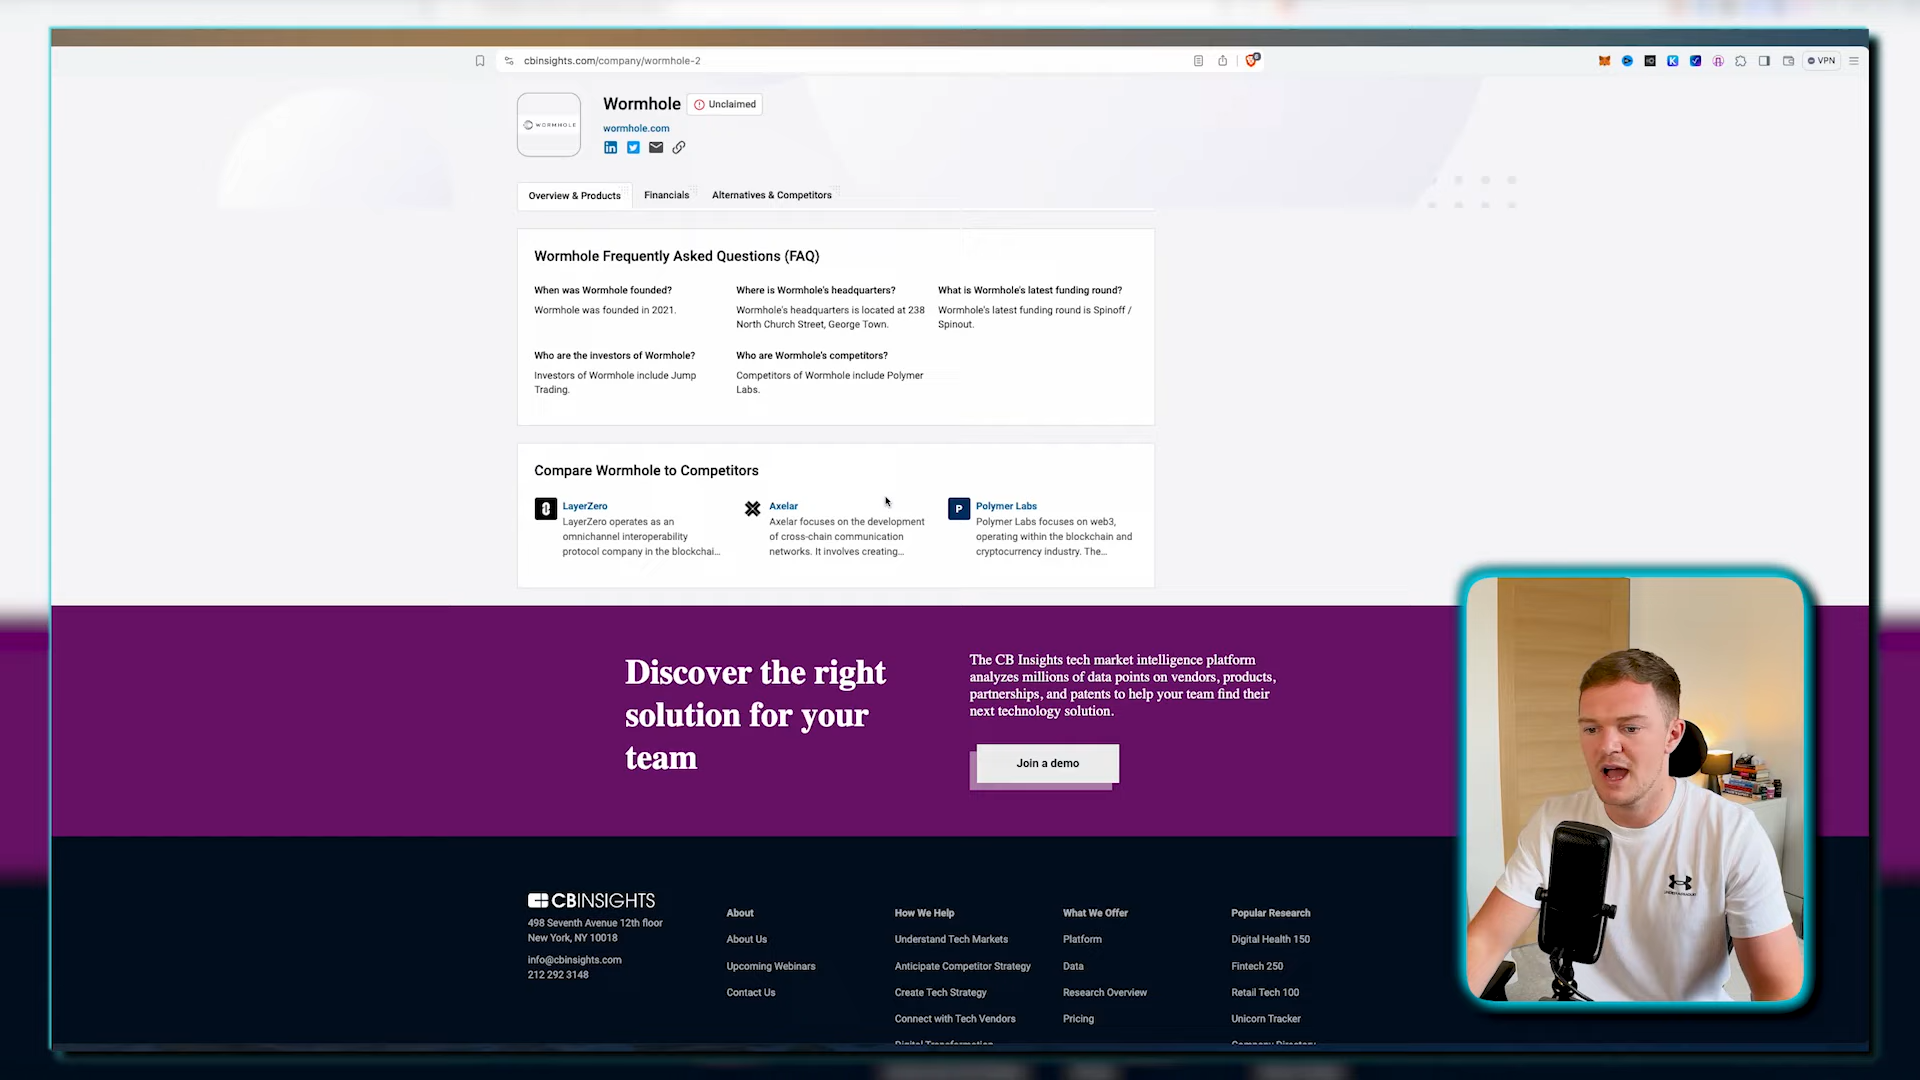 cbinsights.com/company/wormhole-2
VPN
WORMHOLE
Wormhole
Unclaimed
wormhole.com
Overview & Products
Financials
Alternatives & Competitors
Wormhole Frequently Asked Questions (FAQ)
When was Wormhole founded?
Wormhole was founded in 2021.
Where is Wormhole's headquarters?
Wormhole's headquarters is located at 238
North Church Street, George Town.
What is Wormhole's latest funding round?
Wormhole's latest funding round is Spinoff /
Spinout.
Who are the investors of Wormhole?
Investors of Wormhole include Jump
Trading.
Who are Wormhole's competitors?
Competitors of Wormhole include Polymer
Labs.
Compare Wormhole to Competitors
LayerZero
LayerZero operates as an
omnichannel interoperability
protocol company in the blockchai...
Axelar
Axelar focuses on the development
of cross-chain communication
networks. It involves creating...
P
Polymer Labs
Polymer Labs focuses on web3,
operating within the blockchain and
cryptocurrency industry. The...
Discover the right
solution for your
team
The CB Insights tech market intelligence platform
analyzes millions of data points on vendors, products,
partnerships, and patents to help your team find their
next technology solution.
Join a demo
CBINSIGHTS
498 Seventh Avenue 12th floor
New York, NY 10018
info@cbinsights.com
212 292 3148
About
About Us
Upcoming Webinars
Contact Us
How We Help
Understand Tech Markets
Anticipate Competitor Strategy
Create Tech Strategy
Connect with Tech Vendors
Digital Transformation
What We Offer
Platform
Data
Research Overview
Pricing
Popular Research
Digital Health 150
Fintech 250
Retail Tech 100
Unicorn Tracker
Company Directory
UNDER ARMOUR